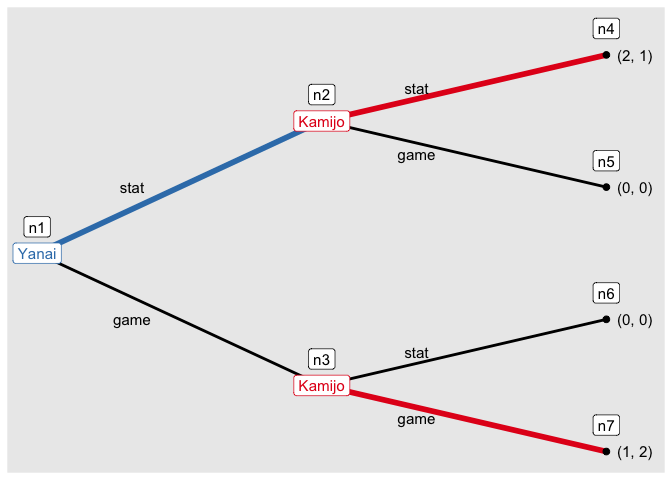 n4
(2, 1)
stat
n2
Kamijo
game
n5
(0, 0)
stat
n1
Yanai
game
n6
(0, 0)
stat
n3
Kamijo
game
n7
(1, 2)